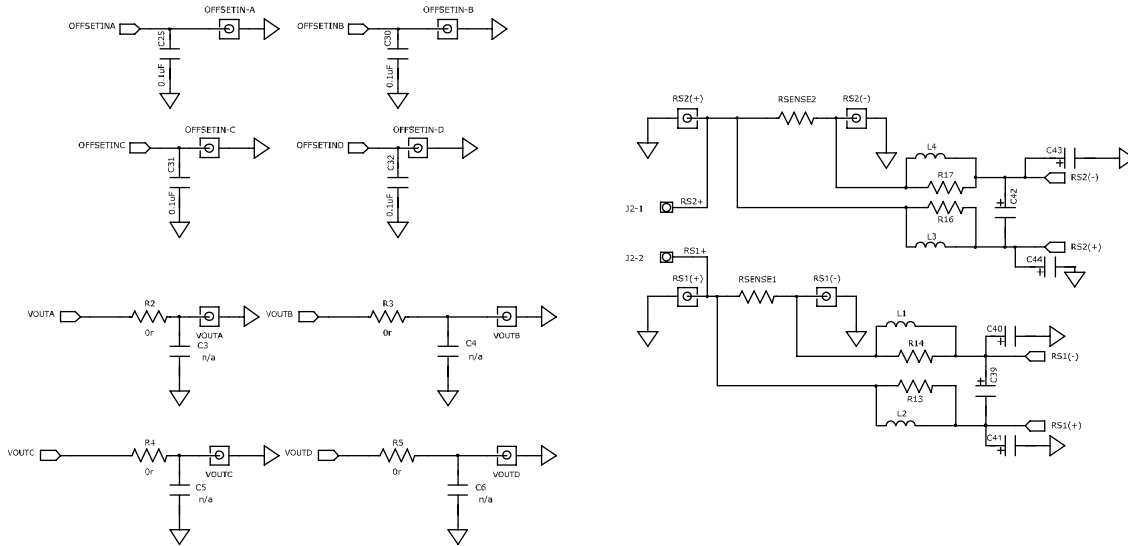 OFFSETINA
OFFSETIN-A
C25
0.1uF
OFFSETINB
OFFSETIN-B
C30
0.1uF
OFFSETINC
OFFSETIN-C
C31
0.1uF
OFFSETIND
OFFSETIN-D
C32
0.1uF
VOUTA
R2
0r
VOUTA
C3
n/a
VOUTB
R3
0r
VOUTB
C4
n/a
VOUTC
R4
0r
VOUTC
C5
n/a
VOUTD
R5
0r
VOUTD
C6
n/a
RS2(+)
RSENSE2
RS2(-)
L4
R17
C43
+
RS2(-)
J2-1
RS2+
R16
L3
+
C42
RS2(+)
C44
+
J2-2
RS1+
RS1(+)
RSENSE1
RS1(-)
L1
R14
C40
+
RS1(-)
R13
L2
+
C39
RS1(+)
C41
+